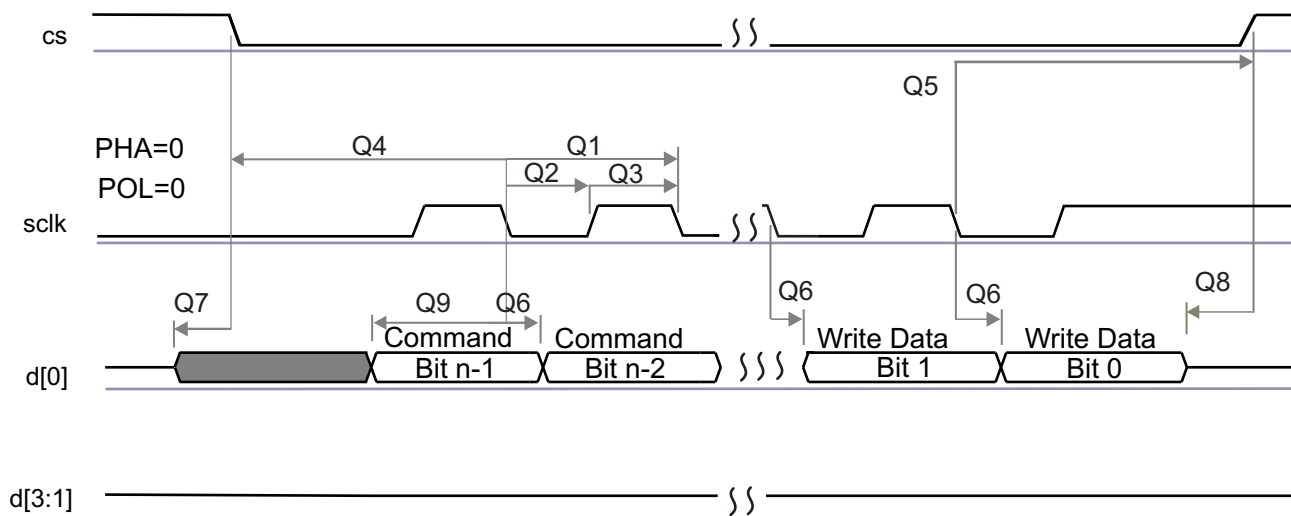 cs
Q5
PHA=0
Q4
Q1
POL=0
Q2
Q3
sclk
Q7
Q9
Q6
Q6
Q6
Q8
Command
Command
Write Data
Write Data
d[0]
Bit n-1
Bit n-2
Bit 1
Bit 0
d[3:1]